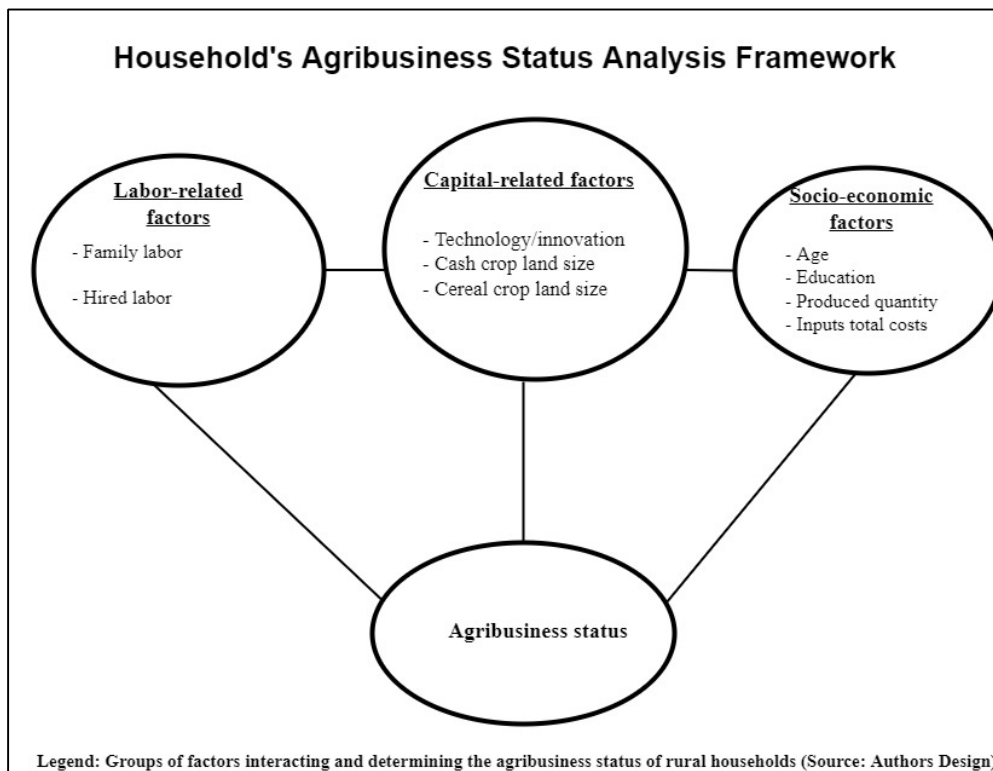 Household's Agribusiness Status Analysis Framework
Labor-related
factors
- Family labor
- Hired labor
Capital-related factors
- Technology/innovation
- Cash crop land size
- Cereal crop land size
Socio-economic
factors
- Age
- Education
- Produced quantity
- Inputs total costs
Agribusiness status
Legend: Groups of factors interacting and determining the agribusiness status of rural households (Source: Authors Design)